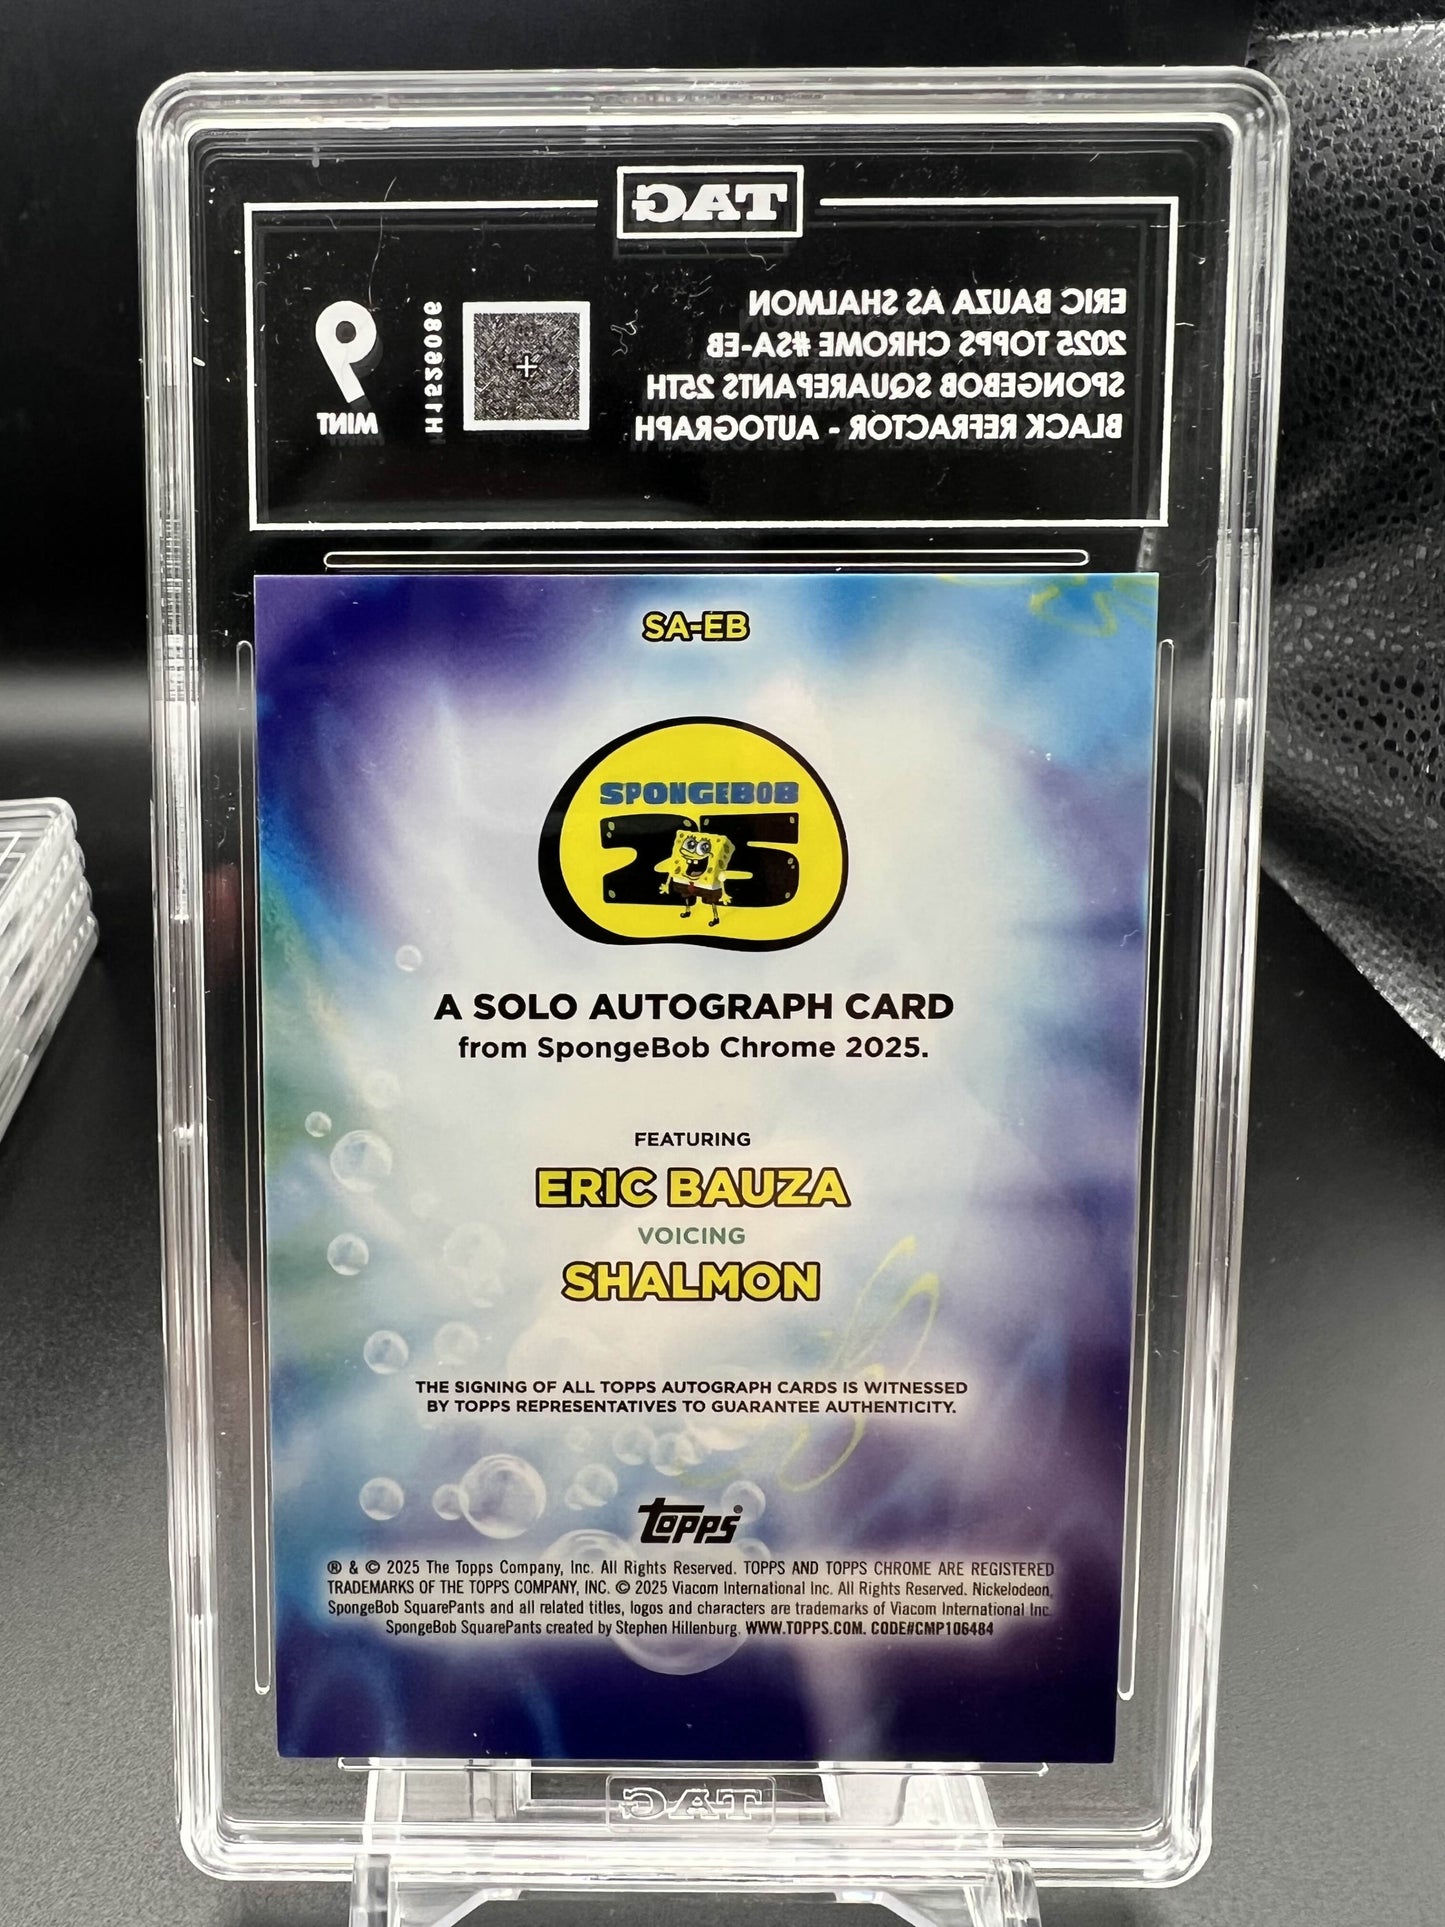 TAG
ERIC BAUZA AS SHALMON
2025 TOPPS CHROME #SA-EB
SPONGEBOB SQUAREPANTS 25TH
BLACK REFRACTOR - AUTOGRAPH
H1526086
9
MINT
SA-EB
SPONGEBOB
25
A SOLO AUTOGRAPH CARD
from SpongeBob Chrome 2025.
FEATURING
ERIC BAUZA
VOICING
SHALMON
THE SIGNING OF ALL TOPPS AUTOGRAPH CARDS IS WITNESSED
BY TOPPS REPRESENTATIVES TO GUARANTEE AUTHENTICITY.
topps®
® & © 2025 The Topps Company, Inc. All Rights Reserved. TOPPS AND TOPPS CHROME ARE REGISTERED
TRADEMARKS OF THE TOPPS COMPANY, INC. © 2025 Viacom International Inc. All Rights Reserved. Nickelodeon,
SpongeBob SquarePants and all related titles, logos and characters are trademarks of Viacom International Inc.
SpongeBob SquarePants created by Stephen Hillenburg. WWW.TOPPS.COM. CODE#CMP106484
TAG